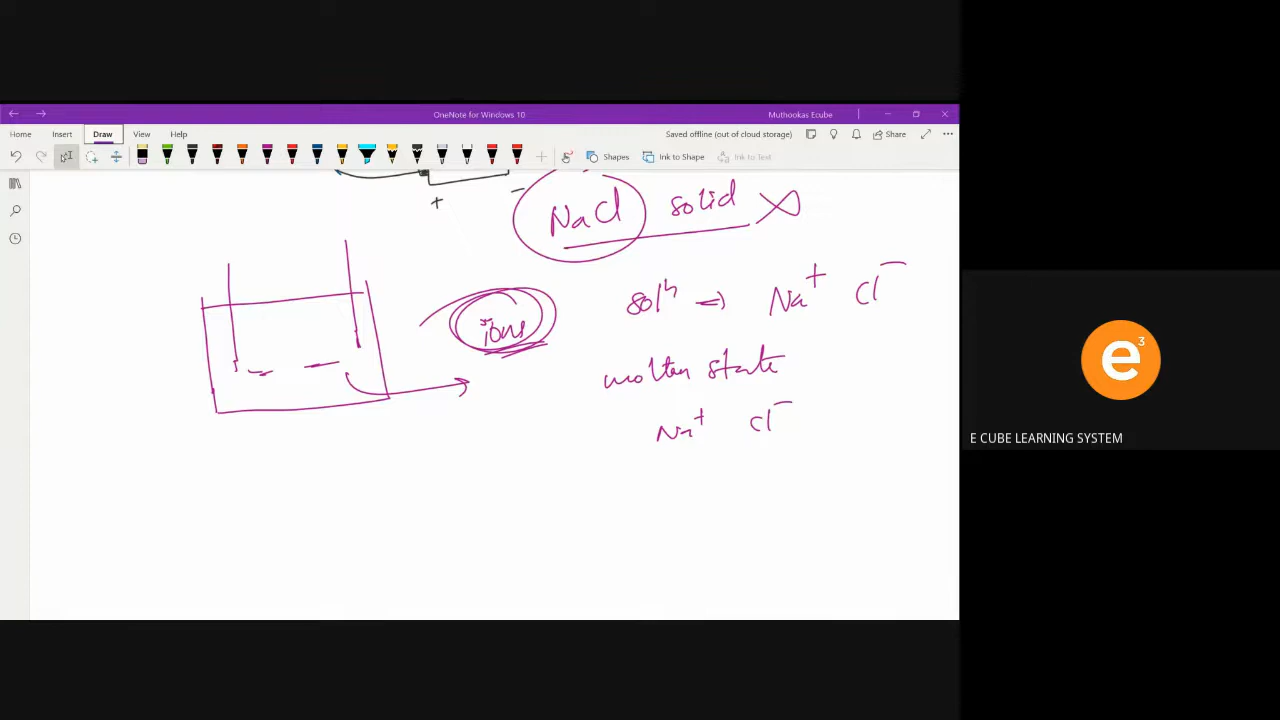 OneNote for Windows 10
Muthookas Ecube
Home Insert Draw View Help
Saved offline (out of cloud storage)
Share
Shapes
Ink to Shape
Ink to Text
+ −
NaCl solid X
ions
solⁿ ⇒ Na⁺ Cl⁻
molten state
Na⁺ Cl⁻
e³
E CUBE LEARNING SYSTEM